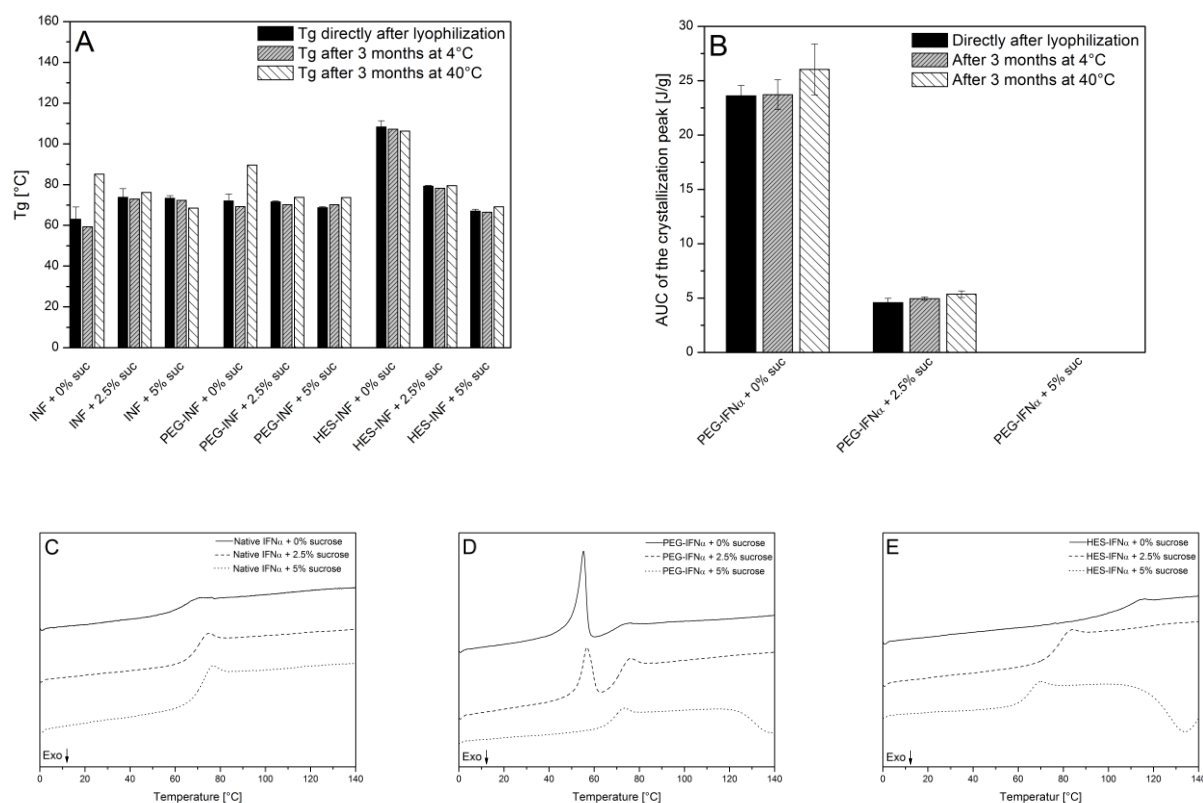 A
Tg directly after lyophilization
Tg after 3 months at 4°C
Tg after 3 months at 40°C
Tg [°C]
160
140
120
100
80
60
40
20
0
INF + 0% suc
INF + 2.5% suc
INF + 5% suc
PEG-INF + 0% suc
PEG-INF + 2.5% suc
PEG-INF + 5% suc
HES-INF + 0% suc
HES-INF + 2.5% suc
HES-INF + 5% suc
B
Directly after lyophilization
After 3 months at 4°C
After 3 months at 40°C
AUC of the crystallization peak [J/g]
30
25
20
15
10
5
0
PEG-IFNα + 0% suc
PEG-IFNα + 2.5% suc
PEG-IFNα + 5% suc
C
Native IFNα + 0% sucrose
Native IFNα + 2.5% sucrose
Native IFNα + 5% sucrose
Exo
0 20 40 60 80 100 120 140
Temperature [°C]
D
PEG-IFNα + 0% sucrose
PEG-IFNα + 2.5% sucrose
PEG-IFNα + 5% sucrose
Exo
0 20 40 60 80 100 120 140
Temperature [°C]
E
HES-IFNα + 0% sucrose
HES-IFNα + 2.5% sucrose
HES-IFNα + 5% sucrose
Exo
0 20 40 60 80 100 120 140
Temperatur [°C]